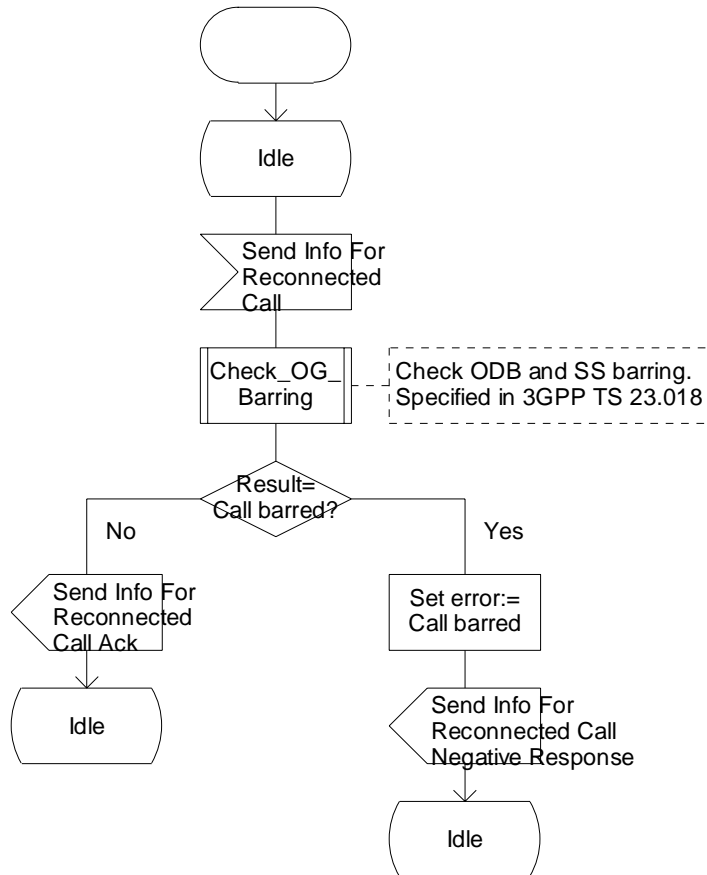 Idle
Send Info For
Reconnected
Call
Check_OG_
Barring
Check ODB and SS barring.
Specified in 3GPP TS 23.018
Result=
Call barred?
No
Yes
Send Info For
Reconnected
Call Ack
Set error:=
Call barred
Idle
Send Info For
Reconnected Call
Negative Response
Idle